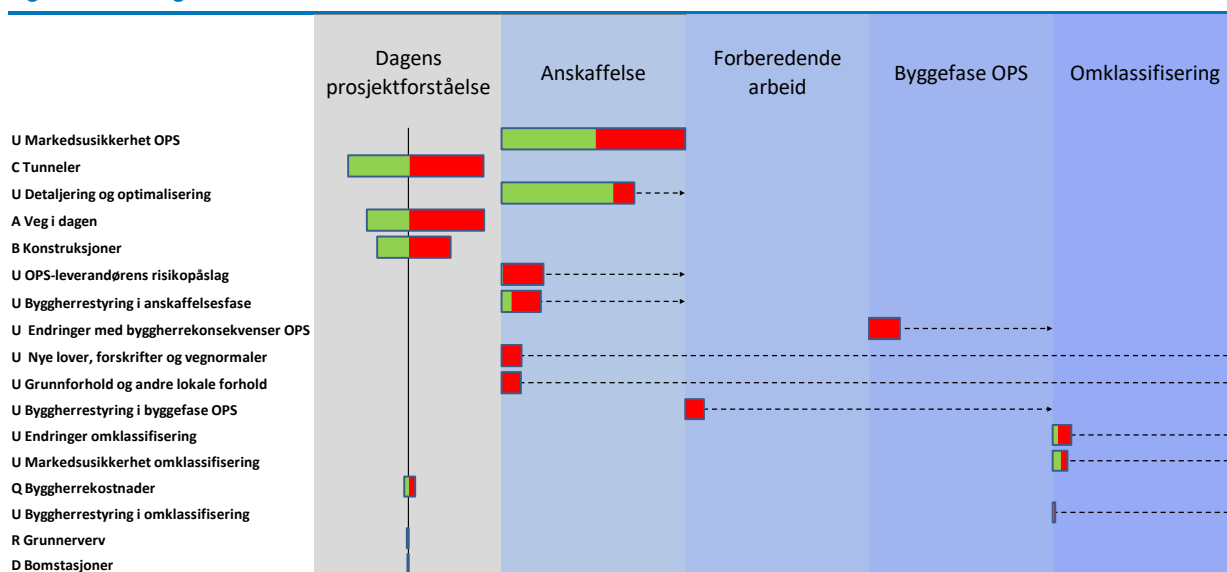 Dagens
prosjektforståelse
Anskaffelse
Forberedende
arbeid
Byggefase OPS
Omklassifisering
U Markedsusikkerhet OPS
C Tunneler
U Detaljering og optimalisering
A Veg i dagen
B Konstruksjoner
U OPS-leverandørens risikopåslag
U Byggherrestyring i anskaffelsesfase
U Endringer med byggherrekonsekvenser OPS
U Nye lover, forskrifter og vegnormaler
U Grunnforhold og andre lokale forhold
U Byggherrestyring i byggefase OPS
U Endringer omklassifisering
U Markedsusikkerhet omklassifisering
Q Byggherrekostnader
U Byggherrestyring i omklassifisering
R Grunnerverv
D Bomstasjoner